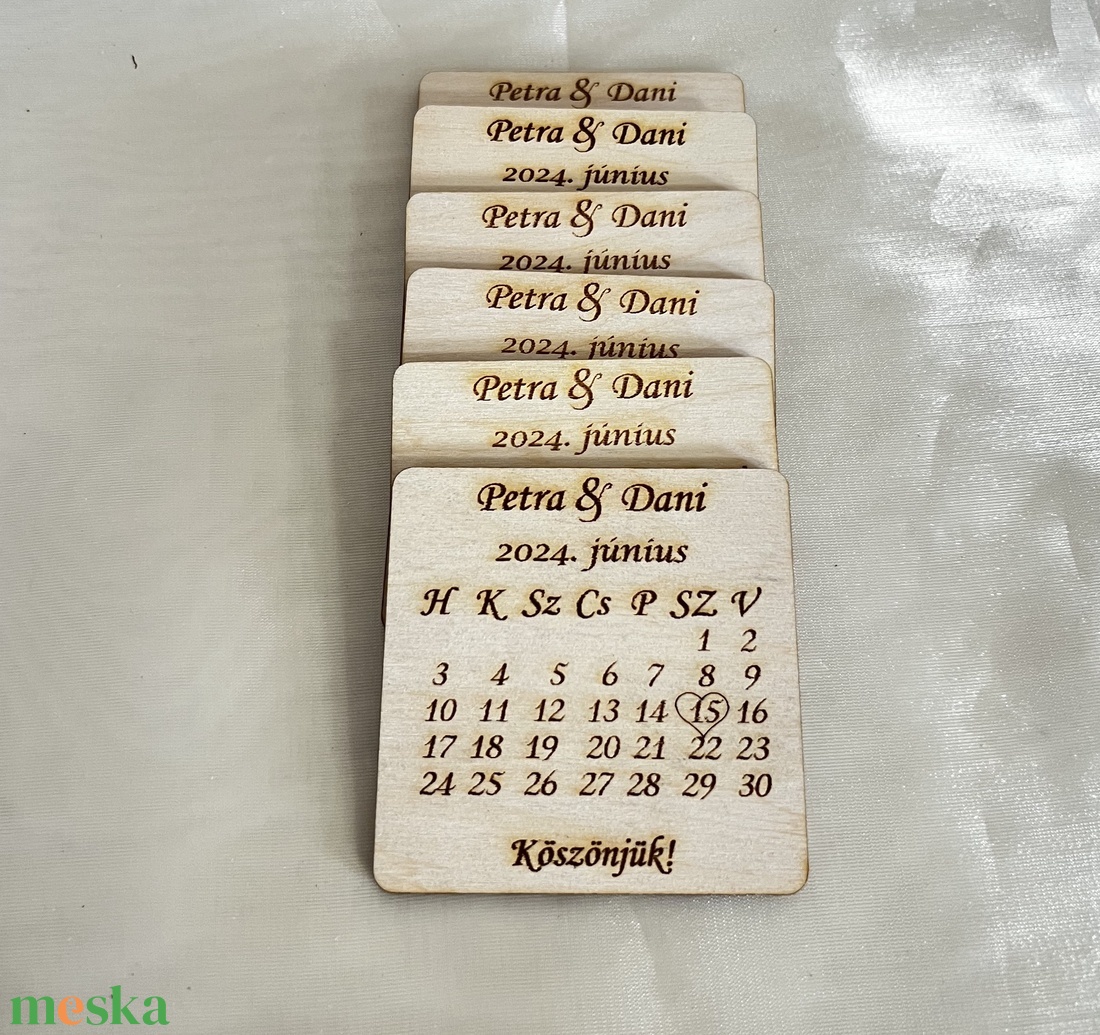 Petra & Dani
Petra & Dani
2024. június
Petra & Dani
2024. június
Petra & Dani
2024. június
Petra & Dani
2024. június
Petra & Dani
2024. június
H K Sz Cs P SZ V
1 2
3 4 5 6 7 8 9
10 11 12 13 14 15 16
17 18 19 20 21 22 23
24 25 26 27 28 29 30
Köszönjük!
meska